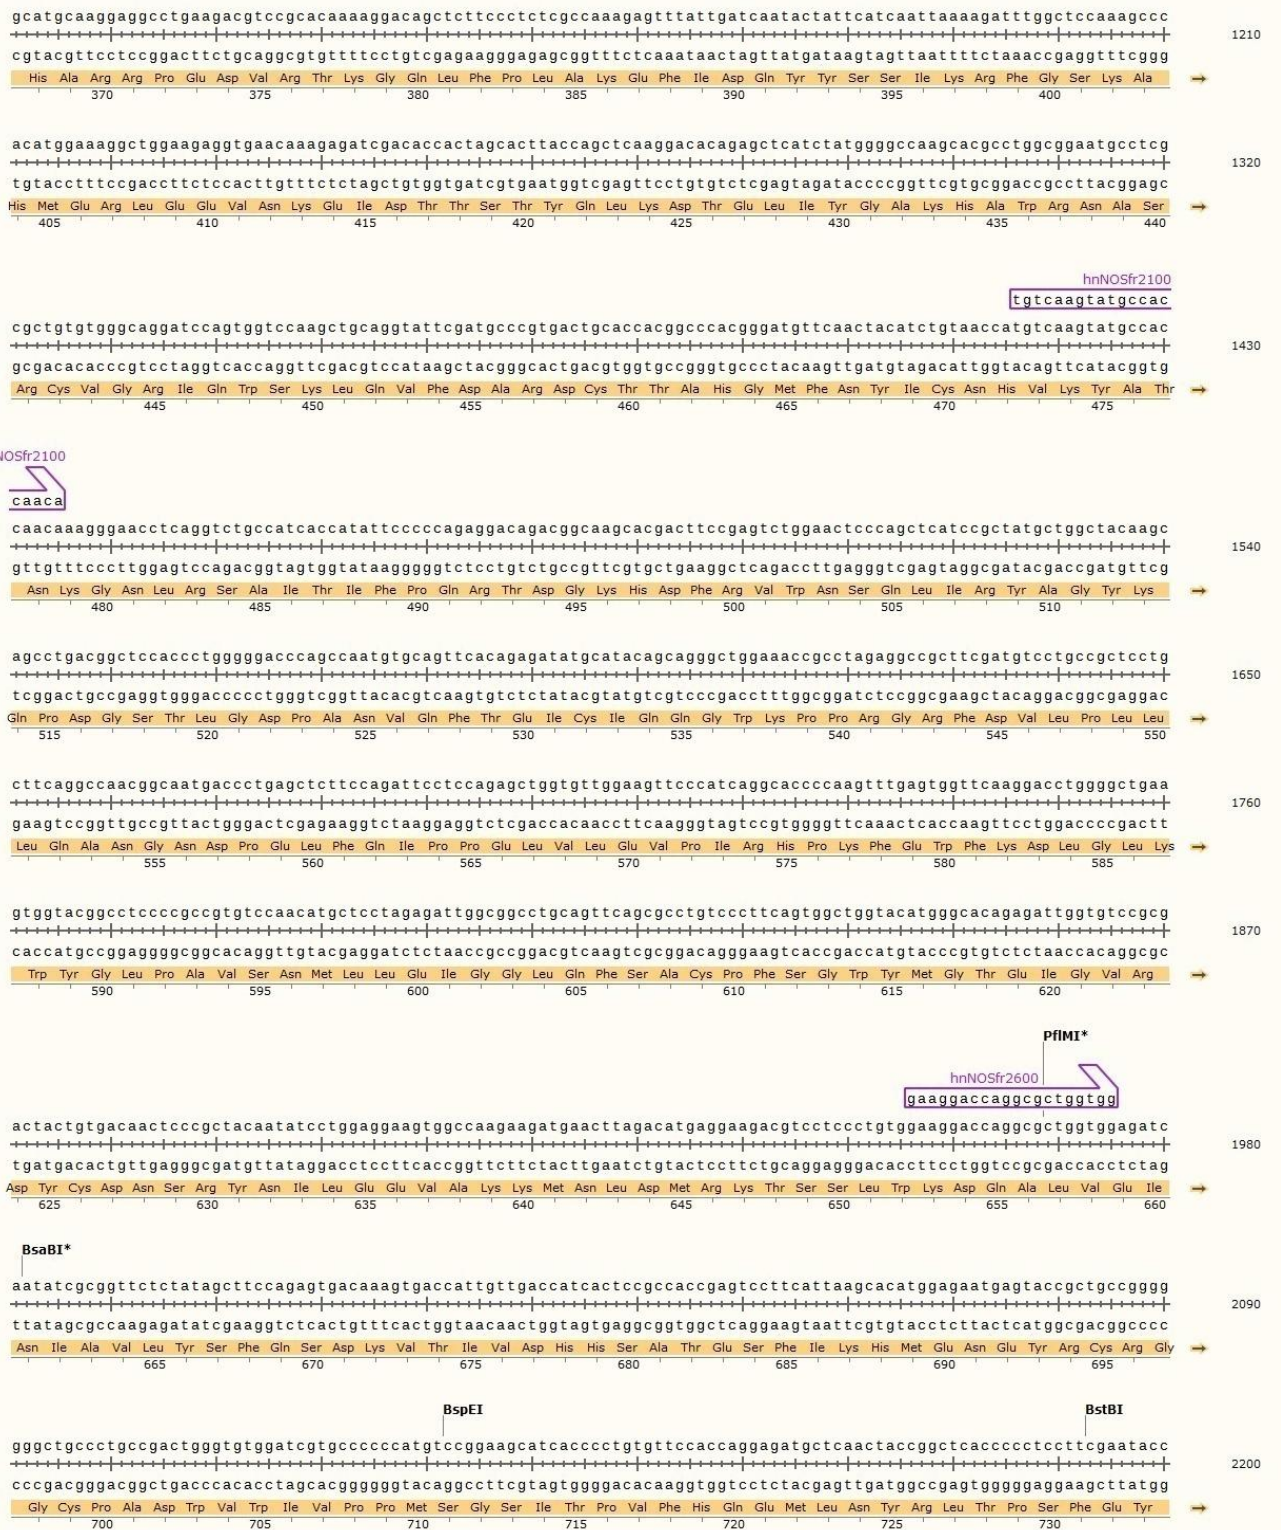 gcatgcaaggaggcctgaagacgtccgcacaaaaggacagctcttccctctcgccaaagagtttattgatcaatactattcatcaattaaaagatttggctccaaagccc
1210
cgtacgttcctccggacttctgcaggcgtgttttcctgtcgagaagggagagcggtttctcaaataactagttatgataagtagttaattttctaaaccgaggtttcggg
His Ala Arg Arg Pro Glu Asp Val Arg Thr Lys Gly Gln Leu Phe Pro Leu Ala Lys Glu Phe Ile Asp Gln Tyr Tyr Ser Ser Ile Lys Arg Phe Gly Ser Lys Ala
370 375 380 385 390 395 400
acatggaaaggctggaagaggtgaacaaagagatcgacaccactagcacttaccagctcaaggacacagagctcatctatggggccaagcacgcctggcggaatgcctcg
1320
tgtacctttccgaccttctccacttgtttctctagctgtggtgatcgtgaatggtcgagttcctgtgtctcgagtagataccccggttcgtgcggaccgccttacggagc
His Met Glu Arg Leu Glu Glu Val Asn Lys Glu Ile Asp Thr Thr Ser Thr Tyr Gln Leu Lys Asp Thr Glu Leu Ile Tyr Gly Ala Lys His Ala Trp Arg Asn Ala Ser
405 410 415 420 425 430 435 440
hnNOSfr2100
tgtcaagtatgccac
cgctgtgtgggcaggatccagtggtccaagctgcaggtattcgatgcccgtgactgcaccacggcccacgggatgttcaactacatctgtaaccatgtcaagtatgccac
1430
gcgacacacccgtcctaggtcaccaggttcgacgtccataagctacgggcactgacgtggtgccgggtgccctacaagttgatgtagacattggtacagttcatacggtg
Arg Cys Val Gly Arg Ile Gln Trp Ser Lys Leu Gln Val Phe Asp Ala Arg Asp Cys Thr Thr Ala His Gly Met Phe Asn Tyr Ile Cys Asn His Val Lys Tyr Ala Thr
445 450 455 460 465 470 475
NOSfr2100
caaca
caacaaagggaacctcaggtctgccatcaccatattcccccagaggacagacggcaagcacgacttccgagtctggaactcccagctcatccgctatgctggctacaagc
1540
gttgtttcccttggagtccagacggtagtggtataagggggtctcctgtctgccgttcgtgctgaaggctcagaccttgagggtcgagtaggcgatacgaccgatgttcg
Asn Lys Gly Asn Leu Arg Ser Ala Ile Thr Ile Phe Pro Gln Arg Thr Asp Gly Lys His Asp Phe Arg Val Trp Asn Ser Gln Leu Ile Arg Tyr Ala Gly Tyr Lys
480 485 490 495 500 505 510
agcctgacggctccaccctgggggacccagccaatgtgcagttcacagagatatgcatacagcagggctggaaaccgcctagaggccgcttcgatgtcctgccgctcctg
1650
tcggactgccgaggtgggaccccctgggtcggttacacgtcaagtgtctctatacgtatgtcgtcccgacctttggcggatctccggcgaagctacaggacggcgaggac
Gln Pro Asp Gly Ser Thr Leu Gly Asp Pro Ala Asn Val Gln Phe Thr Glu Ile Cys Ile Gln Gln Gly Trp Lys Pro Pro Arg Gly Arg Phe Asp Val Leu Pro Leu Leu
515 520 525 530 535 540 545 550
cttcaggccaacggcaatgaccctgagctcttccagattcctccagagctggtgttggaagttcccatcaggcaccccaagtttgagtggttcaaggacctggggctgaa
1760
gaagtccggttgccgttactgggactcgagaaggtctaaggaggtctcgaccacaaccttcaagggtagtccgtggggttcaaactcaccaagttcctggaccccgactt
Leu Gln Ala Asn Gly Asn Asp Pro Glu Leu Phe Gln Ile Pro Pro Glu Leu Val Leu Glu Val Pro Ile Arg His Pro Lys Phe Glu Trp Phe Lys Asp Leu Gly Leu Lys
555 560 565 570 575 580 585
gtggtacggcctccccgccgtgtccaacatgctcctagagattggcggcctgcagttcagcgcctgtcccttcagtggctggtacatgggcacagagattggtgtccgcg
1870
caccatgccggaggggcggcacaggttgtacgaggatctctaaccgccggacgtcaagtcgcggacagggaagtcaccgaccatgtacccgtgtctctaaccacaggcgc
Trp Tyr Gly Leu Pro Ala Val Ser Asn Met Leu Leu Glu Ile Gly Gly Leu Gln Phe Ser Ala Cys Pro Phe Ser Gly Trp Tyr Met Gly Thr Glu Ile Gly Val Arg
590 595 600 605 610 615 620
PflMI*
hnNOSfr2600
gaaggaccaggcgctggtgg
actactgtgacaactcccgctacaatatcctggaggaagtggccaagaagatgaacttagacatgaggaagacgtcctccctgtggaaggaccaggcgctggtggagatc
1980
tgatgacactgttgagggcgatgttataggacctccttcaccggttcttctacttgaatctgtactccttctgcaggagggacaccttcctggtccgcgaccacctctag
Asp Tyr Cys Asp Asn Ser Arg Tyr Asn Ile Leu Glu Glu Val Ala Lys Lys Met Asn Leu Asp Met Arg Lys Thr Ser Ser Leu Trp Lys Asp Gln Ala Leu Val Glu Ile
625 630 635 640 645 650 655 660
BsaBI*
aatatcgcggttctctatagcttccagagtgacaaagtgaccattgttgaccatcactccgccaccgagtccttcattaagcacatggagaatgagtaccgctgccgggg
2090
ttatagcgccaagagatatcgaaggtctcactgtttcactggtaacaactggtagtgaggcggtggctcaggaagtaattcgtgtacctcttactcatggcgacggcccc
Asn Ile Ala Val Leu Tyr Ser Phe Gln Ser Asp Lys Val Thr Ile Val Asp His His Ser Ala Thr Glu Ser Phe Ile Lys His Met Glu Asn Glu Tyr Arg Cys Arg Gly
665 670 675 680 685 690 695
BspEI BstBI
gggctgccctgccgactgggtgtggatcgtgccccccatgtccggaagcatcacccctgtgttccaccaggagatgctcaactaccggctcaccccctccttcgaatacc
2200
cccgacgggacggctgacccacacctagcacggggggtacaggccttcgtagtggggacacaaggtggtcctctacgagttgatggccgagtgggggaggaagcttatgg
Gly Cys Pro Ala Asp Trp Val Trp Ile Val Pro Pro Met Ser Gly Ser Ile Thr Pro Val Phe His Gln Glu Met Leu Asn Tyr Arg Leu Thr Pro Ser Phe Glu Tyr
700 705 710 715 720 725 730